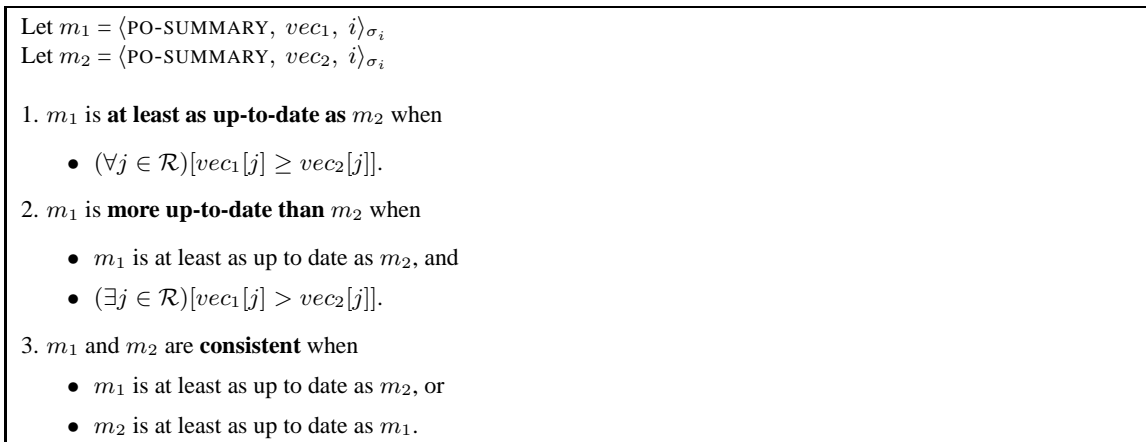 Let m₁ = ⟨PO-SUMMARY, vec₁, i⟩σᵢ
Let m₂ = ⟨PO-SUMMARY, vec₂, i⟩σᵢ
1. m₁ is at least as up-to-date as m₂ when
• (∀j ∈ R)[vec₁[j] ≥ vec₂[j]].
2. m₁ is more up-to-date than m₂ when
• m₁ is at least as up to date as m₂, and
• (∃j ∈ R)[vec₁[j] > vec₂[j]].
3. m₁ and m₂ are consistent when
• m₁ is at least as up to date as m₂, or
• m₂ is at least as up to date as m₁.